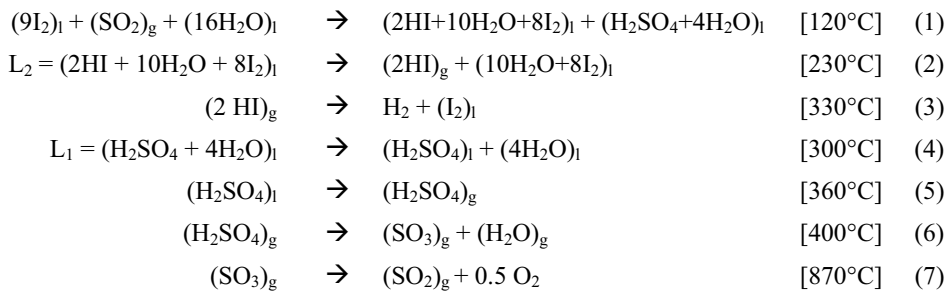 (9I₂)ₗ + (SO₂)g + (16H₂O)ₗ → (2HI+10H₂O+8I₂)ₗ + (H₂SO₄+4H₂O)ₗ [120°C] (1)
L₂ = (2HI + 10H₂O + 8I₂)ₗ → (2HI)g + (10H₂O+8I₂)ₗ [230°C] (2)
(2 HI)g → H₂ + (I₂)ₗ [330°C] (3)
L₁ = (H₂SO₄ + 4H₂O)ₗ → (H₂SO₄)ₗ + (4H₂O)ₗ [300°C] (4)
(H₂SO₄)ₗ → (H₂SO₄)g [360°C] (5)
(H₂SO₄)g → (SO₃)g + (H₂O)g [400°C] (6)
(SO₃)g → (SO₂)g + 0.5 O₂ [870°C] (7)